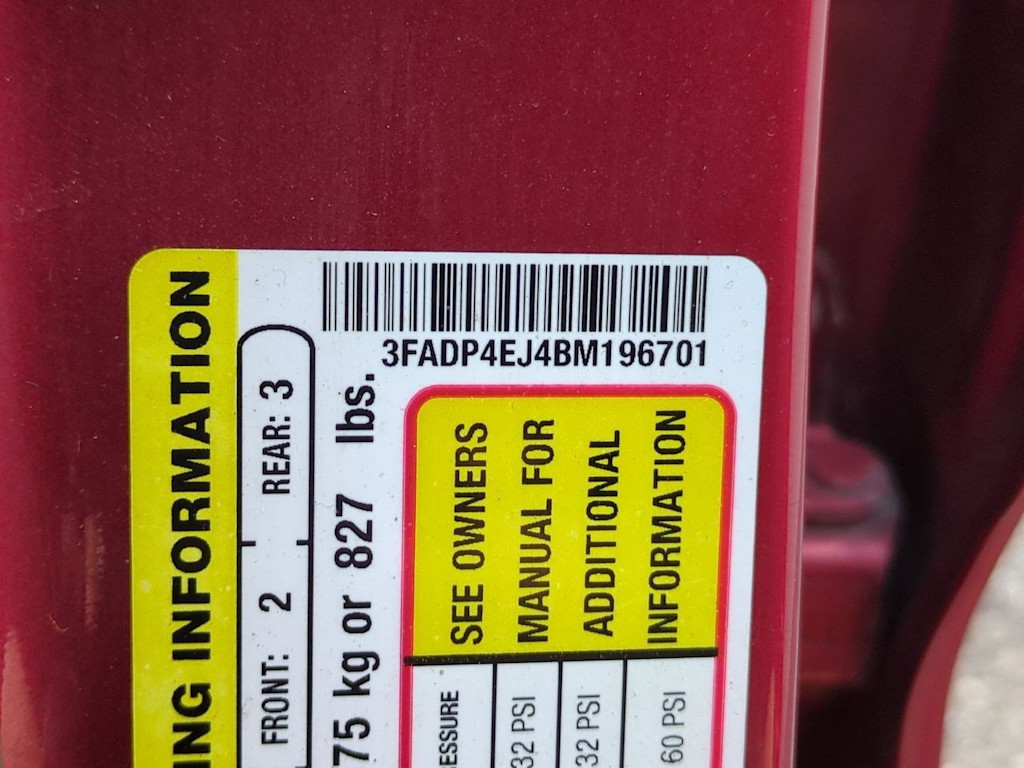 3FADP4EJ4BM196701
ING INFORMATION
FRONT: 2 REAR: 3
75 kg or 827 lbs.
ESSURE SEE OWNERS
32 PSI MANUAL FOR
32 PSI ADDITIONAL
60 PSI INFORMATION